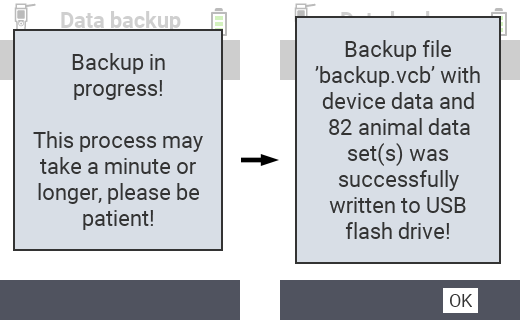 Data backup
Backup in
progress!
This process may
take a minute or
longer, please be
patient!
Backup file
'backup.vcb’ with
device data and
82 animal data
set(s) was
successfully
written to USB
flash drive!
OK